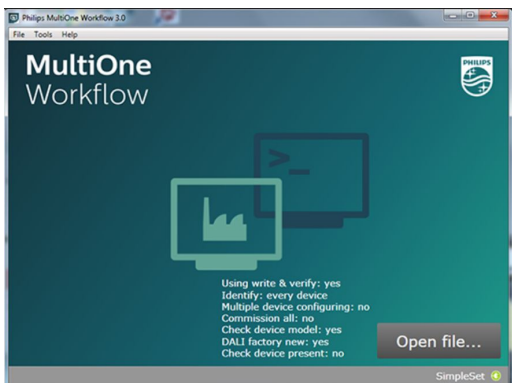 Philips MultiOne Workflow 3.0
File Tools Help
MultiOne
Workflow
PHILIPS
>_
Using write & verify: yes
Identify: every device
Multiple device configuring: no
Commission all: no
Check device model: yes
DALI factory new: yes
Check device present: no
Open file...
SimpleSet